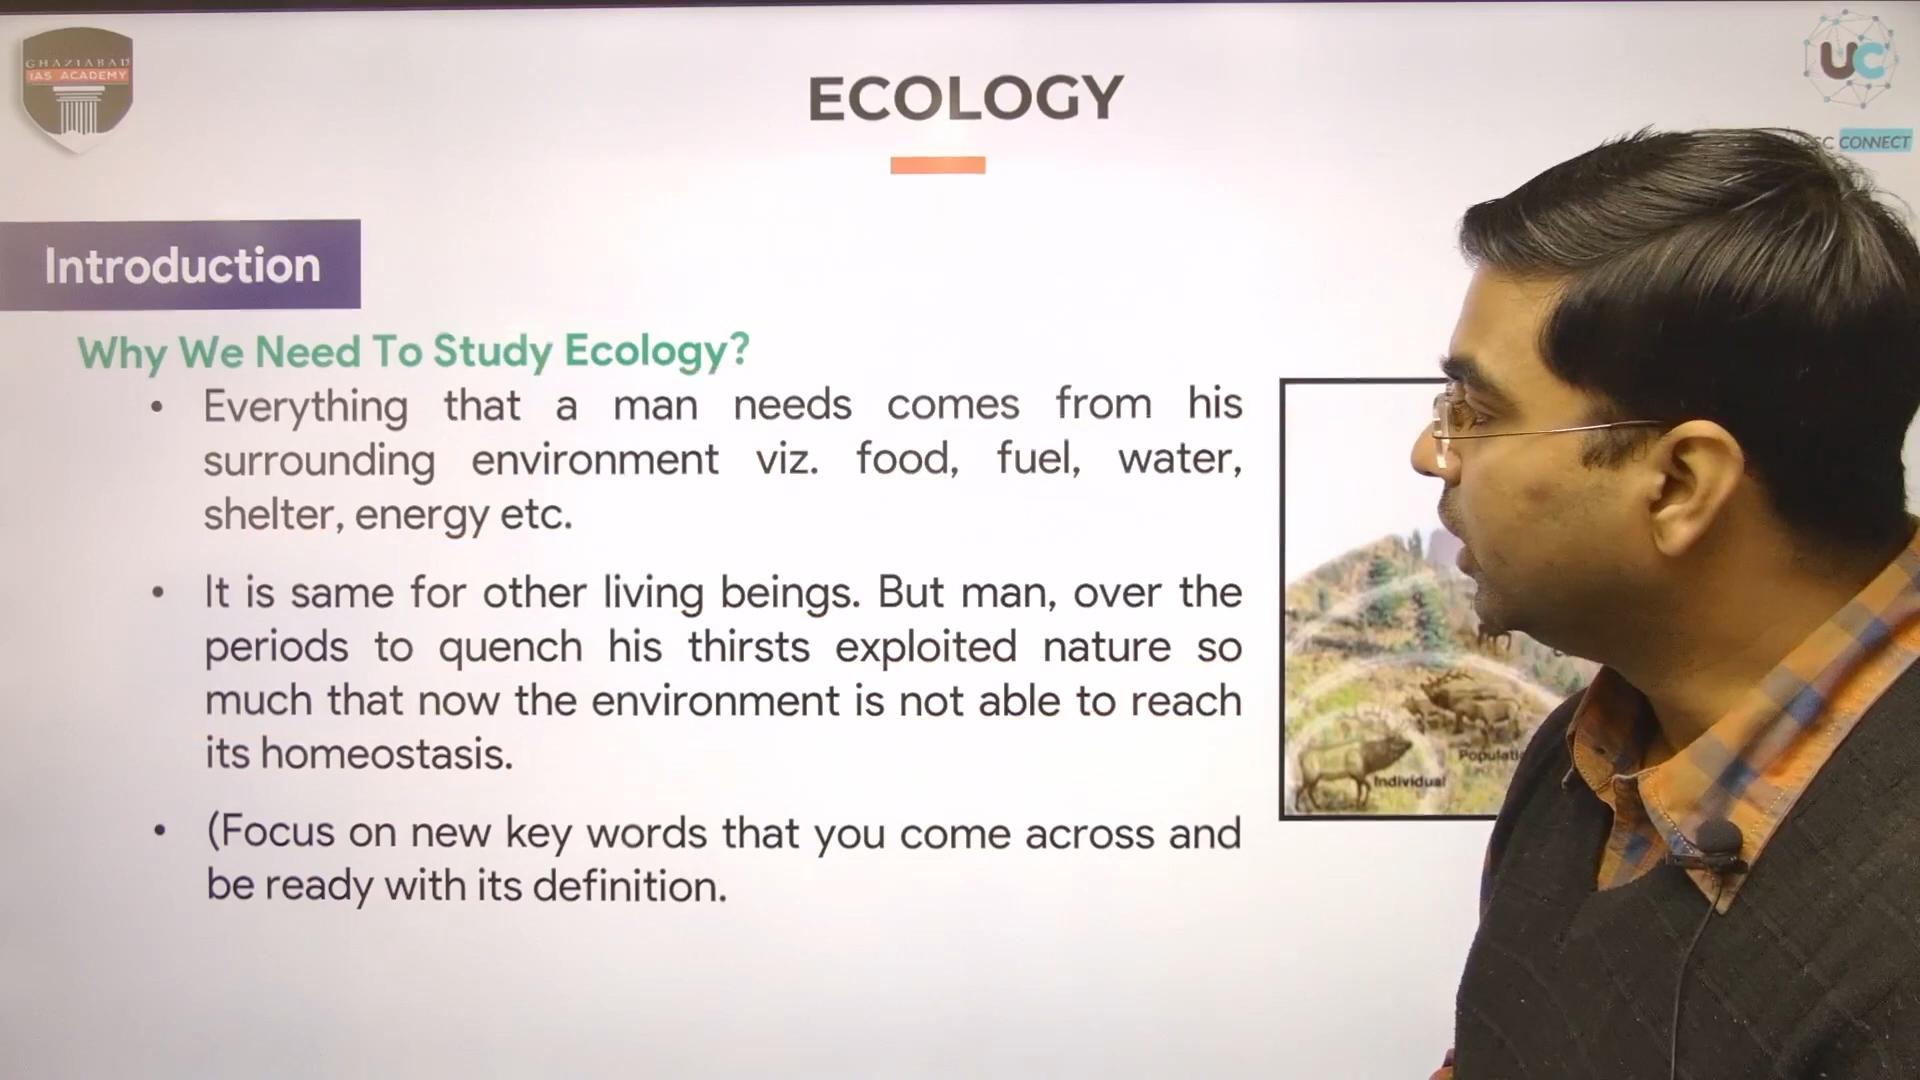 GHAZIABAD
IAS ACADEMY
UC
CONNECT
ECOLOGY
Introduction
Why We Need To Study Ecology?
• Everything that a man needs comes from his
surrounding environment viz. food, fuel, water,
shelter, energy etc.
• It is same for other living beings. But man, over the
periods to quench his thirsts exploited nature so
much that now the environment is not able to reach
its homeostasis.
• (Focus on new key words that you come across and
be ready with its definition.
Individual